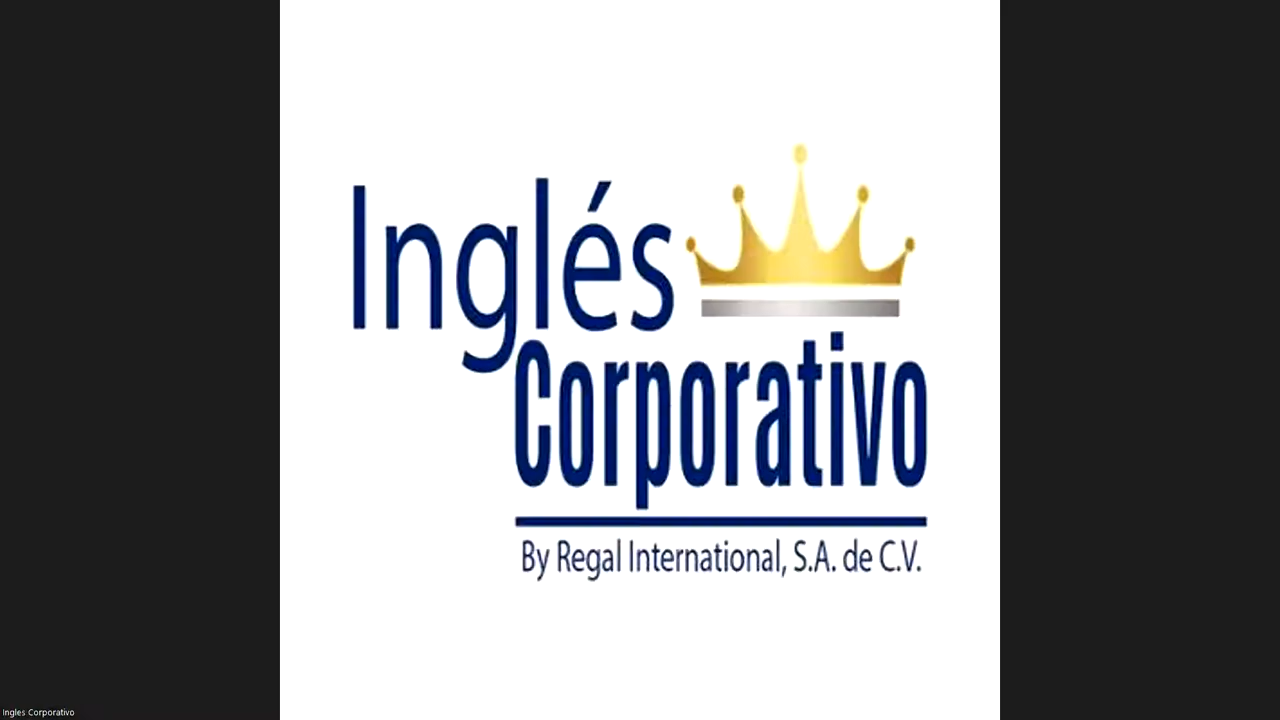 Inglés
Corporativo
By Regal International, S.A. de C.V.
Ingles Corporativo